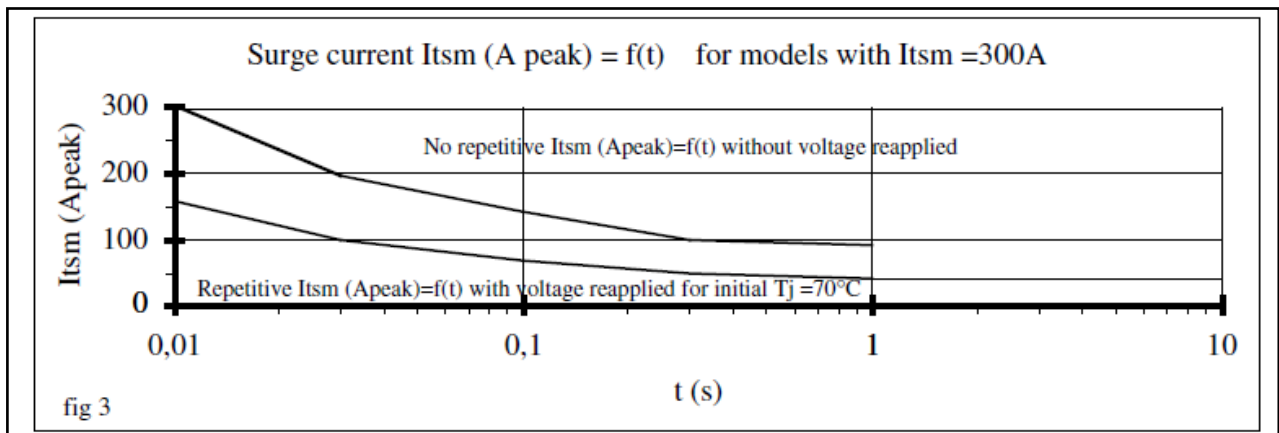 Surge current Itsm (A peak) = f(t) for models with Itsm =300A
Itsm (Apeak)
300
200
100
0
No repetitive Itsm (Apeak)=f(t) without voltage reapplied
Repetitive Itsm (Apeak)=f(t) with voltage reapplied for initial Tj =70°C
0,01
0,1
1
10
t (s)
fig 3